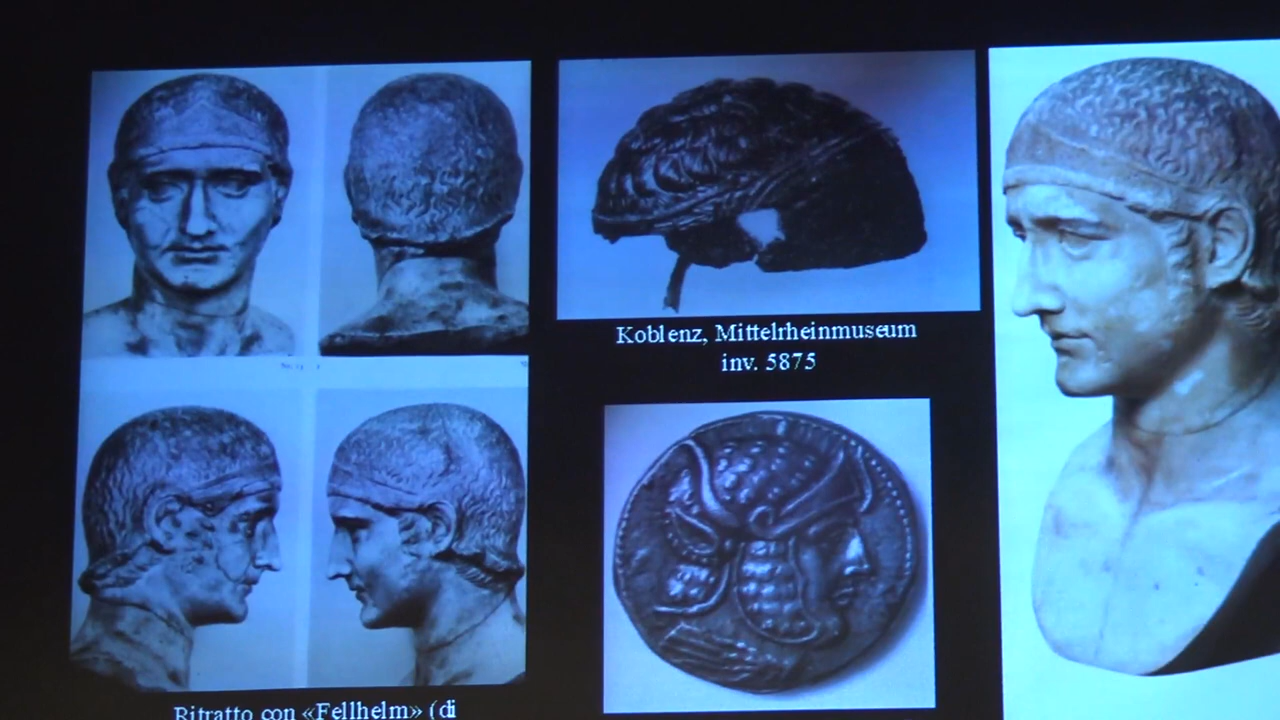 Koblenz, Mittelrheinmuseum
inv. 5875
Ritratto con «Fellhelm» (di